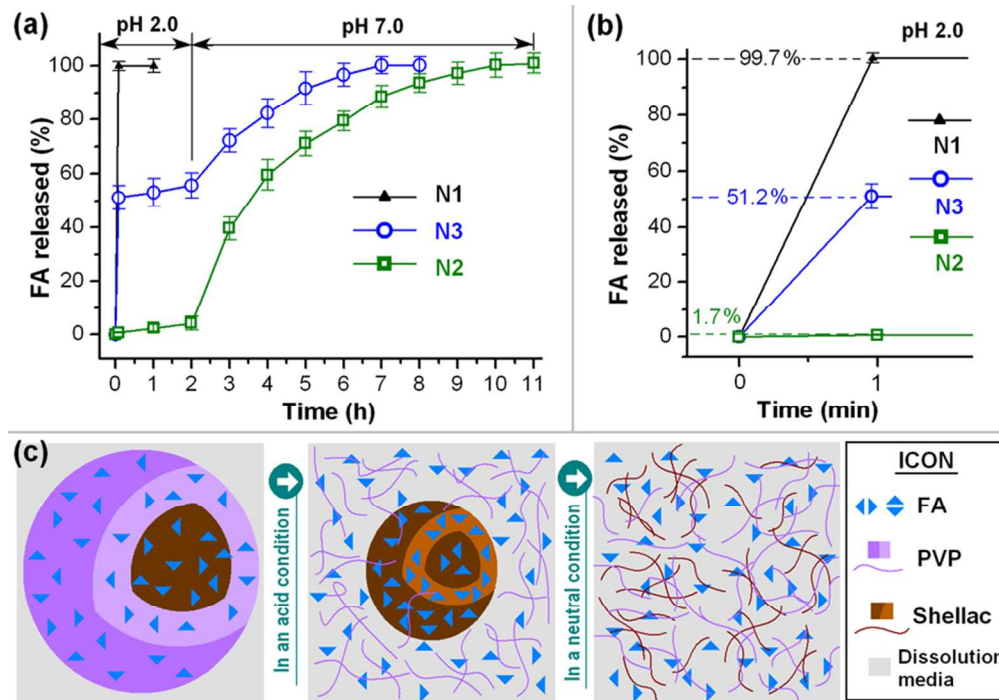 (a)
pH 2.0
pH 7.0
FA released (%)
100
80
60
40
20
0
N1
N3
N2
0 1 2 3 4 5 6 7 8 9 10 11
Time (h)
(b)
pH 2.0
FA released (%)
100
80
60
40
20
0
99.7%
51.2%
1.7%
N1
N3
N2
0 1
Time (min)
(c)
In an acid condition
In a neutral condition
ICON
FA
PVP
Shellac
Dissolution
media